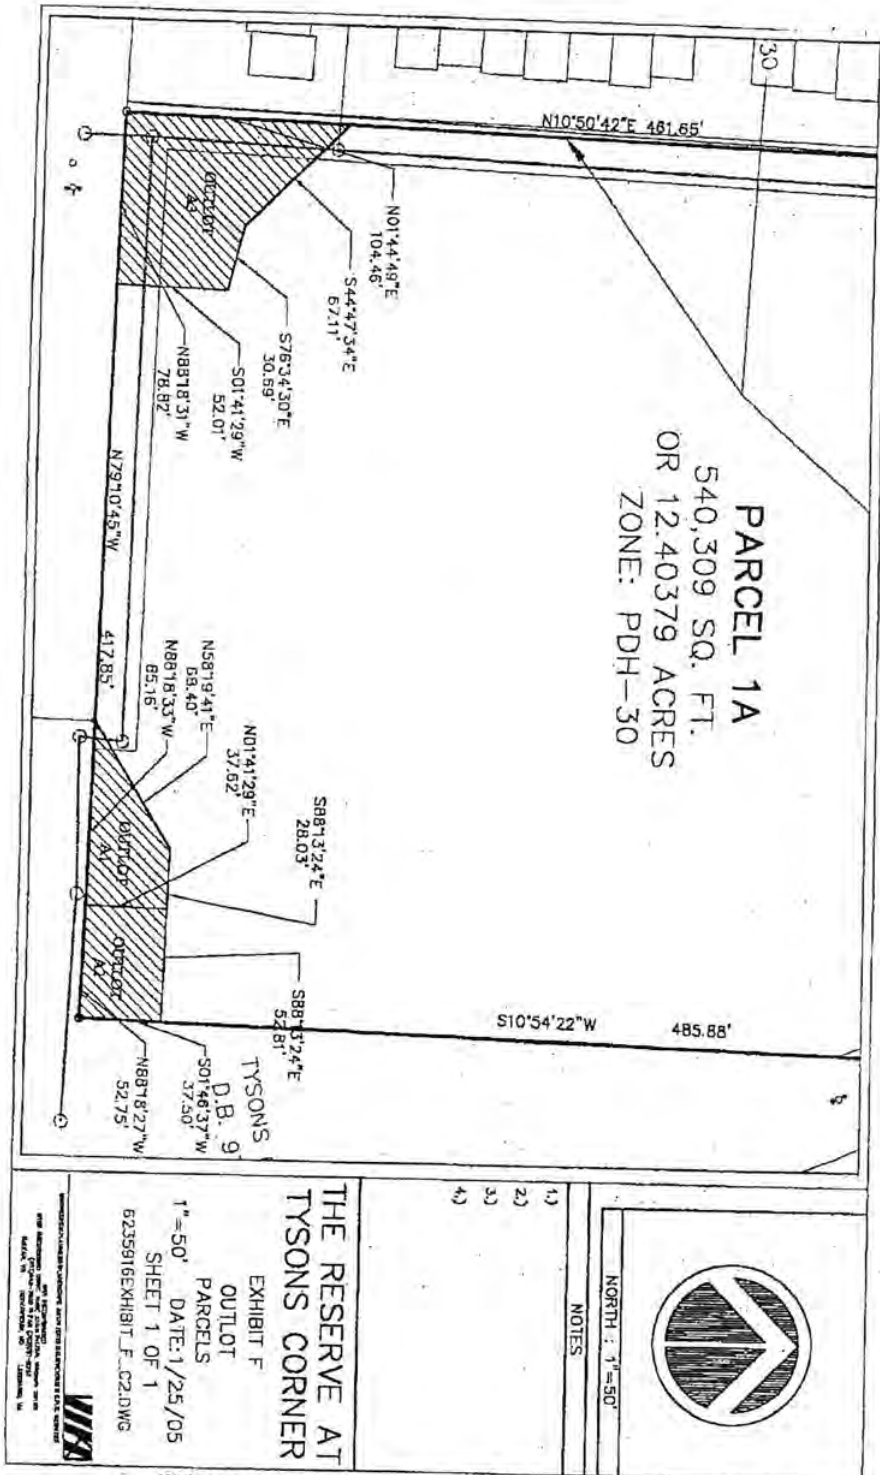 30
N10°50'42"E 461.65'
N01°44'49"E
104.46'
S44°47'34"E
67.11'
S76°34'30"E
30.69'
S01°41'29"W
52.01'
N88°18'31"W
78.82'
OUTLOT
A3
PARCEL 1A
540,309 SQ. FT.
OR 12.40379 ACRES
ZONE: PDH-30
N79°10'45"W
417.85'
N58°19'41"E
68.40'
N88°18'33"W
65.16'
N01°41'29"E
37.62'
S88°13'24"E
28.03'
OUTLOT
A1
OUTLOT
A2
S88°13'24"E
52.81'
S10°54'22"W
485.88'
S01°46'37"W
37.50'
N88°18'27"W
52.75'
TYSONS
D.B. 9
NORTH : 1"=50'
NOTES
1.)
2.)
3.)
4.)
THE RESERVE AT
TYSONS CORNER
EXHIBIT F
OUTLOT
PARCELS
1"=50' DATE: 1/25/05
SHEET 1 OF 1
6235916EXHIBIT_F_C2.DWG